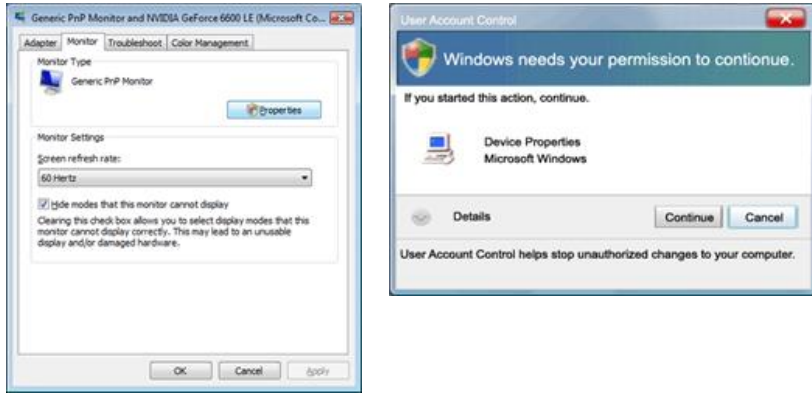 Generic PnP Monitor and NVIDIA GeForce 6600 LE (Microsoft Co...
Adapter Monitor Troubleshoot Color Management
Monitor Type
Generic PnP Monitor
Properties
Monitor Settings
Screen refresh rate:
60 Hertz
Hide modes that this monitor cannot display
Clearing this check box allows you to select display modes that this
monitor cannot display correctly. This may lead to an unusable
display and/or damaged hardware.
OK Cancel Apply
User Account Control
Windows needs your permission to contionue.
If you started this action, continue.
Device Properties
Microsoft Windows
Details Continue Cancel
User Account Control helps stop unauthorized changes to your computer.